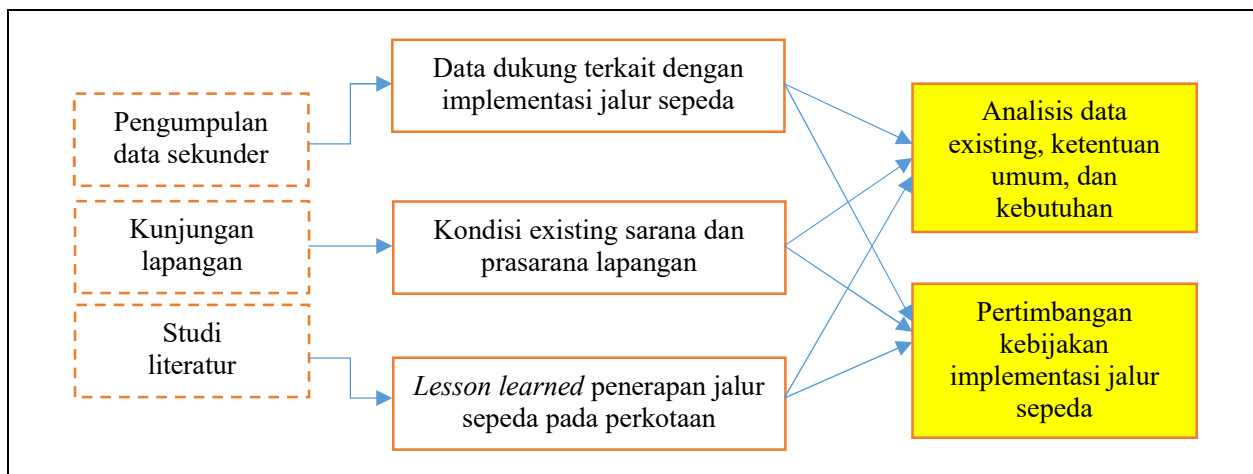 Pengumpulan
data sekunder
Kunjungan
lapangan
Studi
literatur
Data dukung terkait dengan
implementasi jalur sepeda
Kondisi existing sarana dan
prasarana lapangan
Lesson learned penerapan jalur
sepeda pada perkotaan
Analisis data
existing, ketentuan
umum, dan
kebutuhan
Pertimbangan
kebijakan
implementasi jalur
sepeda